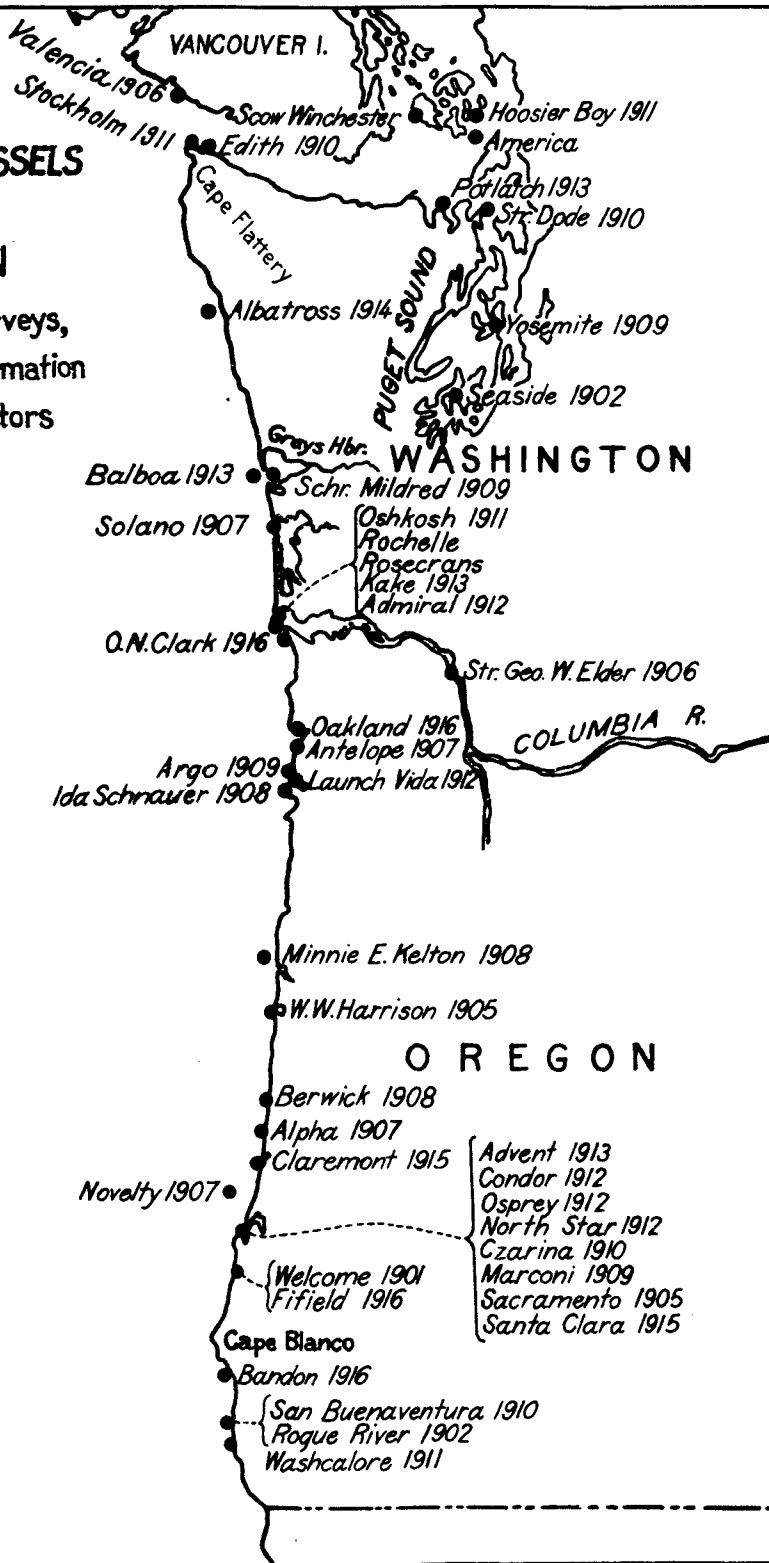 VANCOUVER I.
Valencia 1906
Stockholm 1911
Scow Winchester
Hoosier Boy 1911
America
Edith 1910
SSELS
Cape Flattery
Potlatch 1913
Str. Dode 1910
N
Albatross 1914
rveys,
PUGET SOUND
Yosemite 1909
rmation
Seaside 1902
tors
Grays Hbr.
WASHINGTON
Balboa 1913
Schr. Mildred 1909
Solano 1907
Oshkosh 1911
Rochelle
Rosecrans
Kake 1913
Admiral 1912
O.N. Clark 1916
Str. Geo. W. Elder 1906
COLUMBIA R.
Oakland 1916
Antelope 1907
Argo 1909
Launch Vida 1912
Ida Schnauer 1908
Minnie E. Kelton 1908
W.W. Harrison 1905
OREGON
Berwick 1908
Alpha 1907
Claremont 1915
Novelty 1907
Advent 1913
Condor 1912
Osprey 1912
North Star 1912
Czarina 1910
Marconi 1909
Sacramento 1905
Santa Clara 1915
Welcome 1901
Fifield 1916
Cape Blanco
Bandon 1916
San Buenaventura 1910
Rogue River 1902
Washcalore 1911